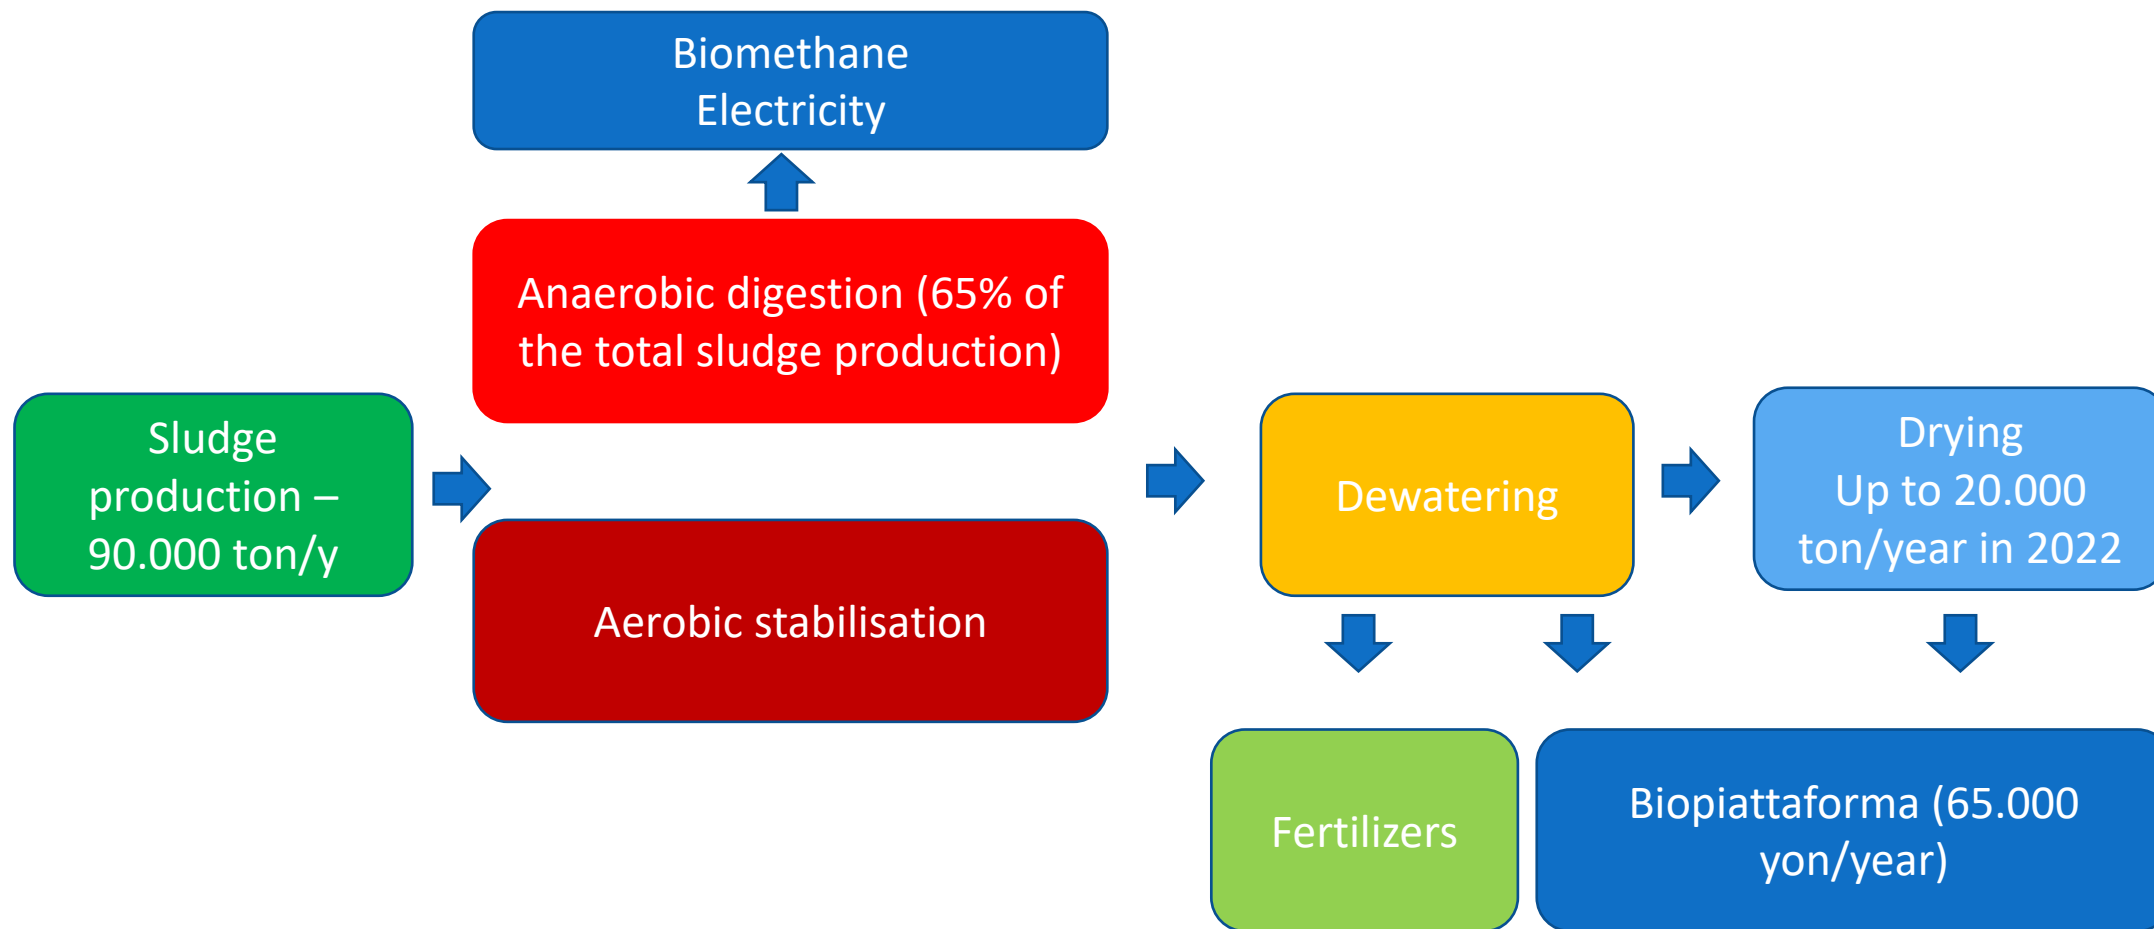 Biomethane
Electricity
Anaerobic digestion (65% of
the total sludge production)
Sludge
production –
90.000 ton/y
Aerobic stabilisation
Dewatering
Drying
Up to 20.000
ton/year in 2022
Fertilizers
Biopiattaforma (65.000
yon/year)